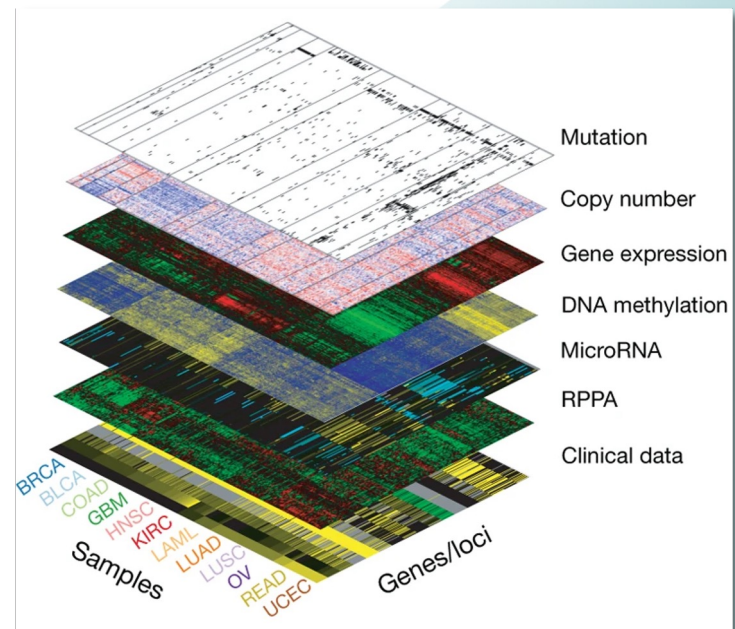 Mutation
Copy number
Gene expression
DNA methylation
MicroRNA
RPPA
Clinical data
BRCA
BLCA
COAD
GBM
HNSC
KIRC
LAML
LUAD
LUSC
OV
READ
UCEC
Samples
Genes/loci